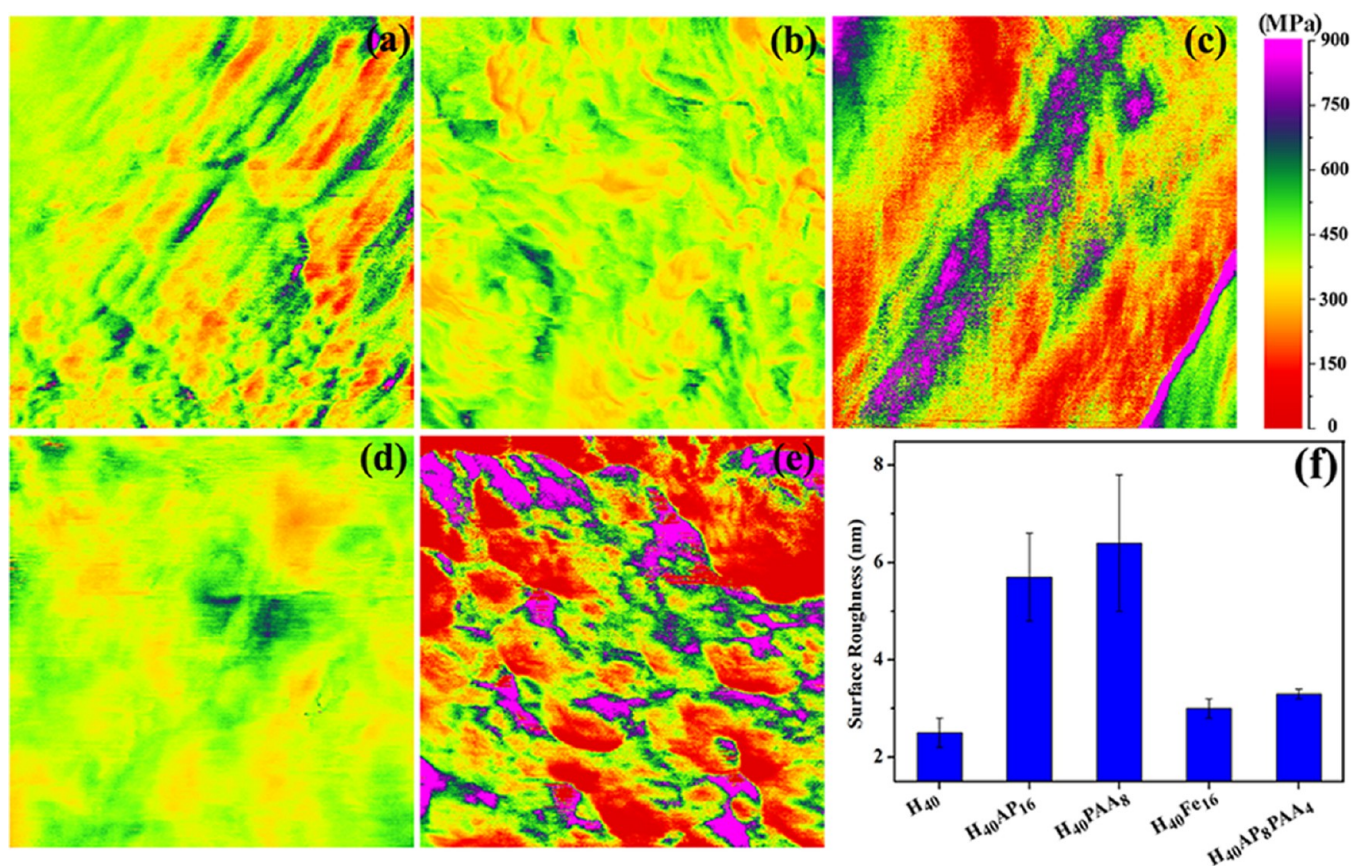 (a)
(b)
(c)
(MPa)
900
750
600
450
300
150
0
(d)
(e)
(f)
Surface Roughness (nm)
8
6
4
2
H₄₀
H₄₀AP₁₆
H₄₀PAA₈
H₄₀Fe₁₆
H₄₀AP₈PAA₄